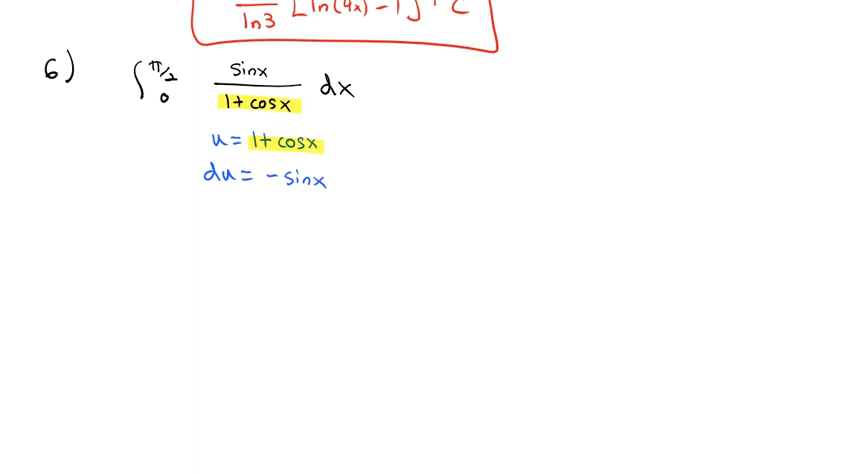 ln3 [ln(4x) - 1] + C
6) ∫₀^π/2 sinx / 1 + cosx dx
u = 1 + cosx
du = - sinx